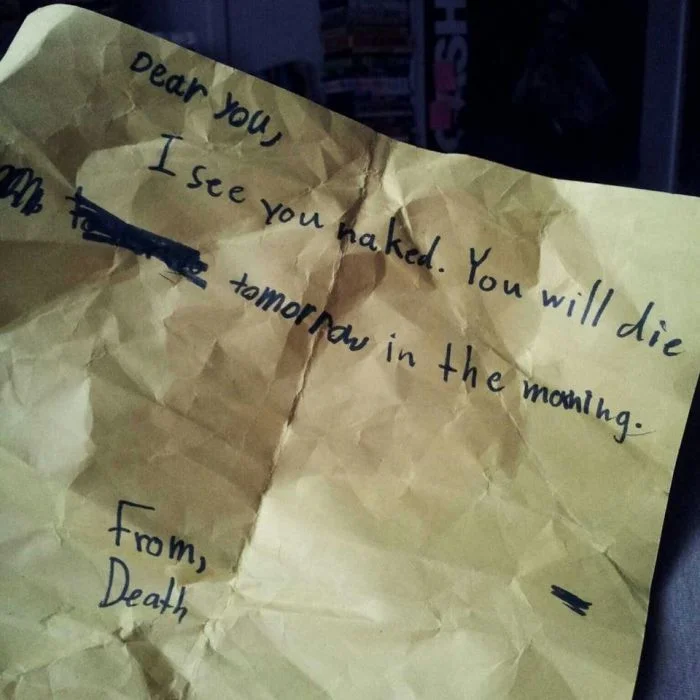 Dear You,
I see you naked. You will die
tomorrow in the morning.
From,
Death